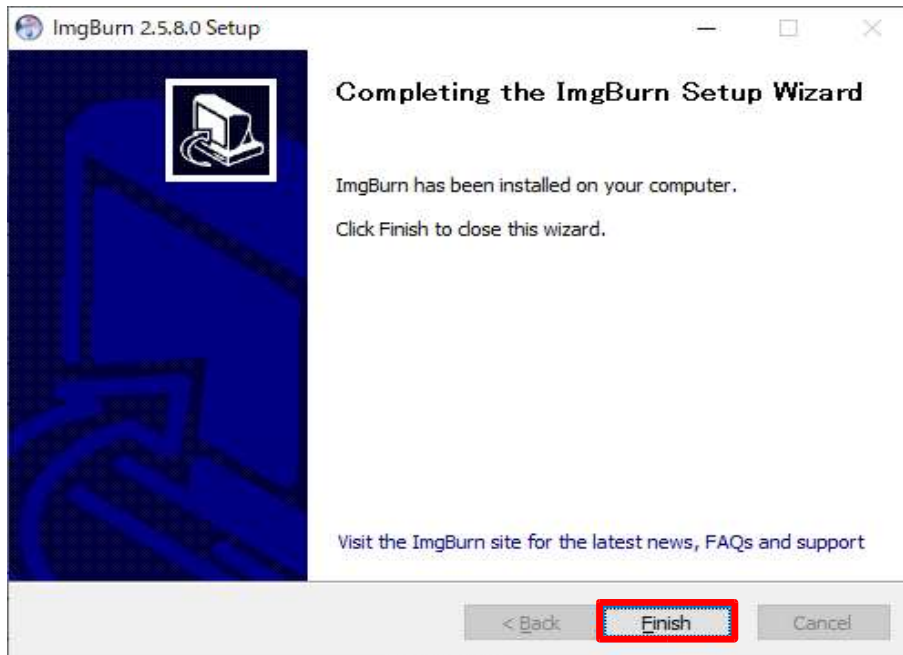 ImgBurn 2.5.8.0 Setup
Completing the ImgBurn Setup Wizard
ImgBurn has been installed on your computer.
Click Finish to close this wizard.
Visit the ImgBurn site for the latest news, FAQs and support
< Back Finish Cancel